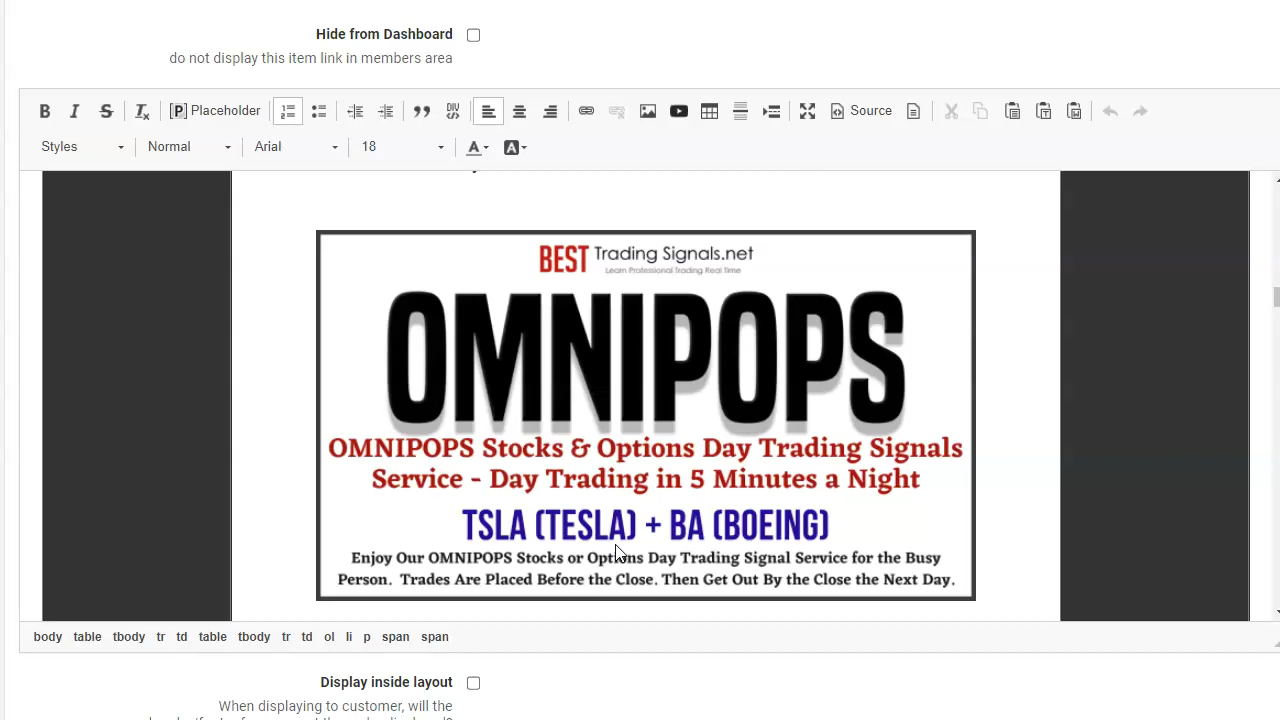 Hide from Dashboard
do not display this item link in members area
Placeholder
Source
Styles
Normal
Arial
18
BEST Trading Signals.net
Learn Professional Trading Real Time
OMNIPOPS
OMNIPOPS Stocks & Options Day Trading Signals
Service - Day Trading in 5 Minutes a Night
TSLA (TESLA) + BA (BOEING)
Enjoy Our OMNIPOPS Stocks or Options Day Trading Signal Service for the Busy
Person. Trades Are Placed Before the Close. Then Get Out By the Close the Next Day.
body table tbody tr td table tbody tr td ol li p span span
Display inside layout
When displaying to customer, will the